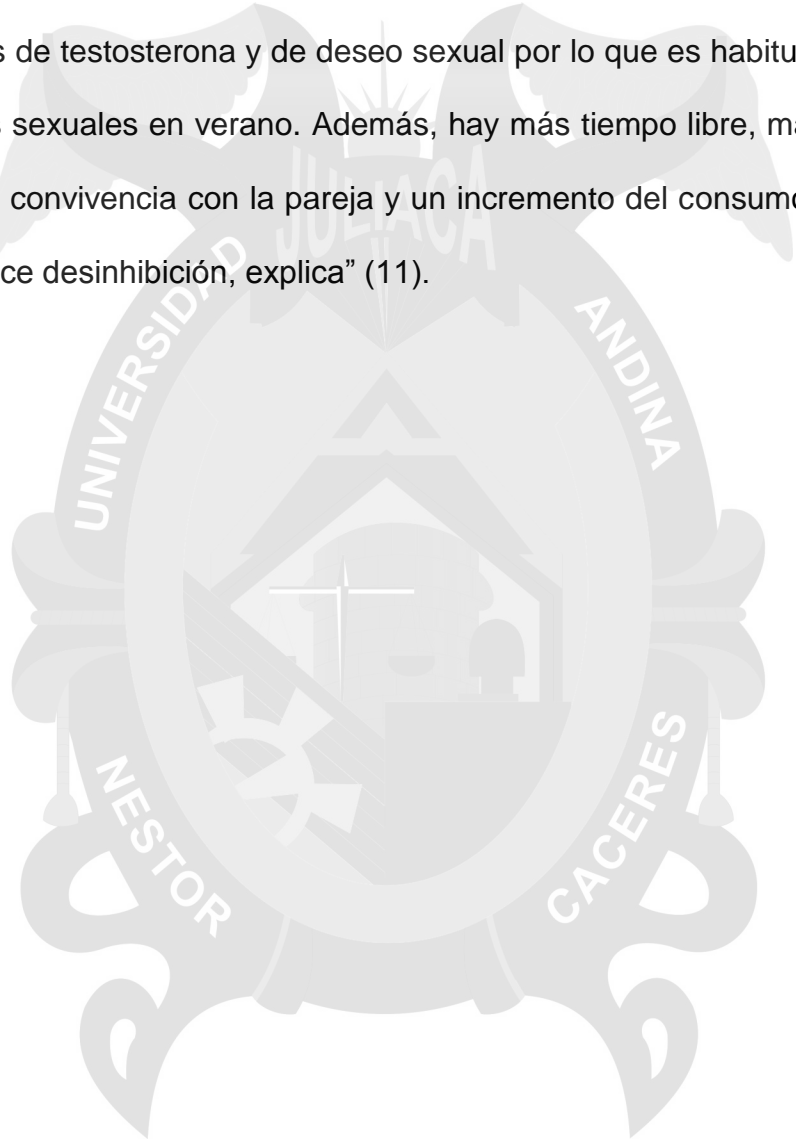 s de testosterona y de deseo sexual por lo que es habitu
s sexuales en verano. Además, hay más tiempo libre, ma
convivencia con la pareja y un incremento del consumo
ce desinhibición, explica” (11).
UNIVERSIDAD ANDINA
JULIACA
NESTOR CACERES